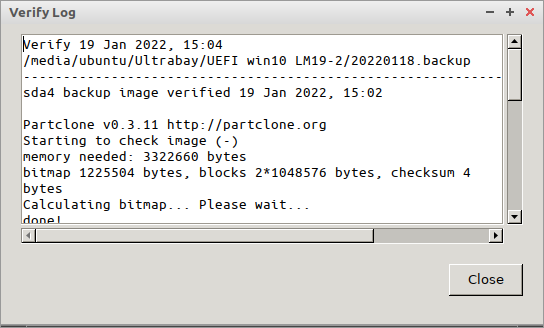 Verify Log
Verify 19 Jan 2022, 15:04
/media/ubuntu/Ultrabay/UEFI win10 LM19-2/20220118.backup
------------------------------------------------------------
sda4 backup image verified 19 Jan 2022, 15:02
Partclone v0.3.11 http://partclone.org
Starting to check image (-)
memory needed: 3322660 bytes
bitmap 1225504 bytes, blocks 2*1048576 bytes, checksum 4
bytes
Calculating bitmap... Please wait...
done!
Close